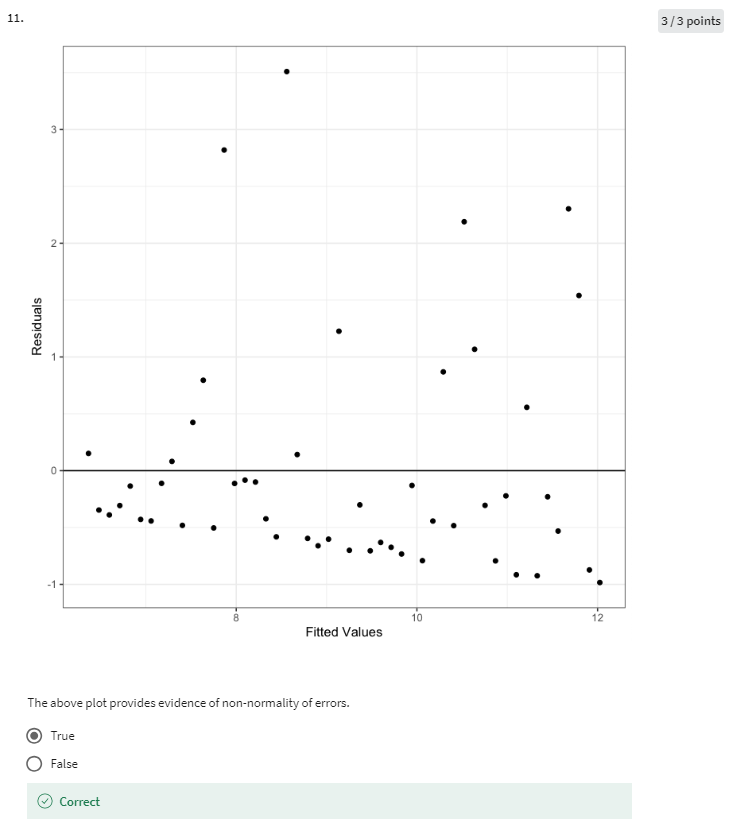 11.
3 / 3 points
3
2
1
0
-1
Residuals
8
10
12
Fitted Values
The above plot provides evidence of non-normality of errors.
True
False
Correct